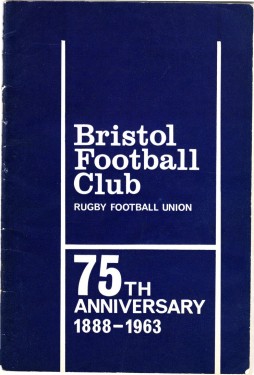 Bristol
Football
Club
RUGBY FOOTBALL UNION
75TH
ANNIVERSARY
1888-1963